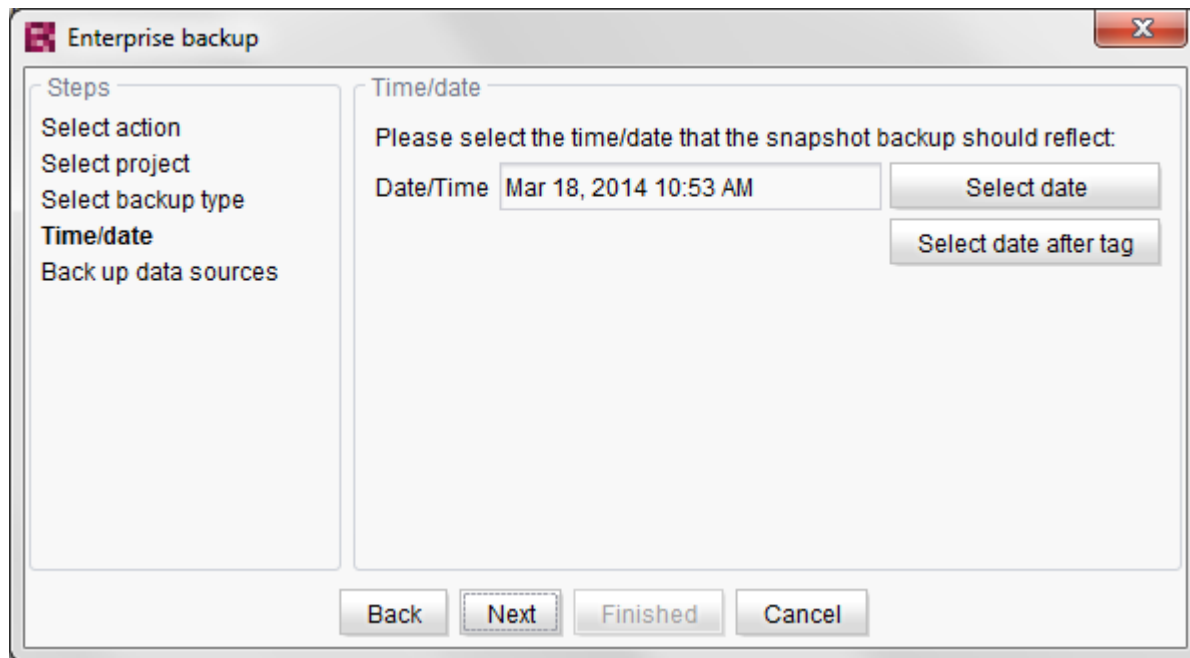 Enterprise backup
Steps
Select action
Select project
Select backup type
Time/date
Back up data sources
Time/date
Please select the time/date that the snapshot backup should reflect:
Date/Time Mar 18, 2014 10:53 AM Select date
Select date after tag
Back Next Finished Cancel